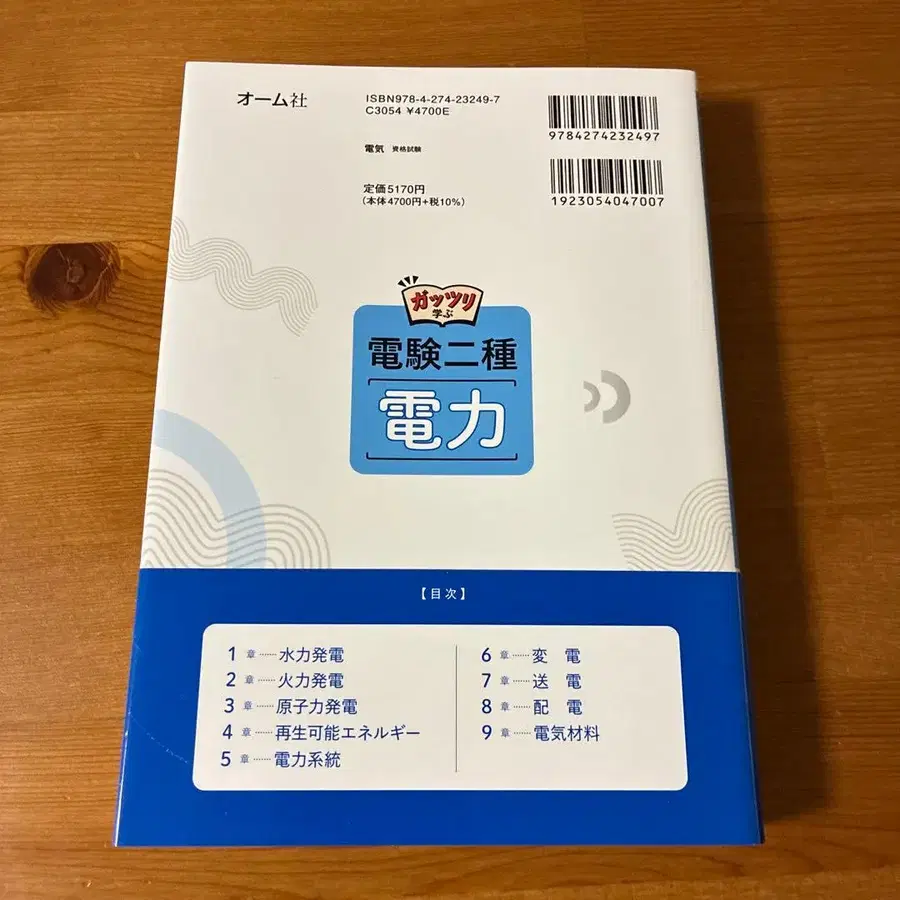 オーム社
ISBN978-4-274-23249-7
C3054 ¥4700E
電気 資格試験
定価5170円
(本体4700円+税10%)
9784274232497
1923054047007
ガッツリ
学ぶ
電験二種
電力
【目次】
1章……水力発電
2章……火力発電
3章……原子力発電
4章……再生可能エネルギー
5章……電力系統
6章……変 電
7章……送 電
8章……配 電
9章……電気材料